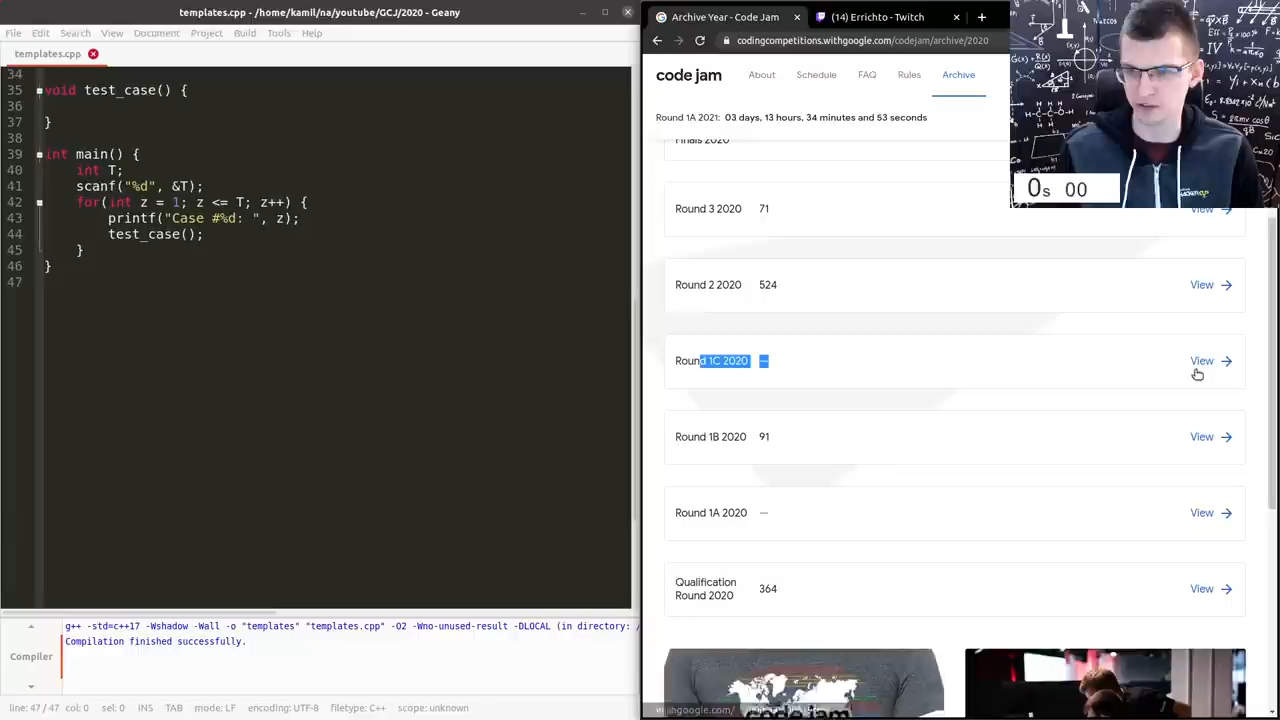 templates.cpp - /home/kamil/na/youtube/GCJ/2020 - Geany
File Edit Search View Document Project Build Tools Help
templates.cpp
34
35 void test_case() {
36
37 }
38
39 int main() {
40 int T;
41 scanf("%d", &T);
42 for(int z = 1; z <= T; z++) {
43 printf("Case #%d: ", z);
44 test_case();
45 }
46 }
47
g++ -std=c++17 -Wshadow -Wall -o "templates" "templates.cpp" -O2 -Wno-unused-result -DLOCAL (in directory: /
Compilation finished successfully.
Compiler
line: 47 / 47 col: 0 sel: 0 INS TAB mode: LF encoding: UTF-8 filetype: C++ scope: unknown
Archive Year - Code Jam
(14) Errichto - Twitch
codingcompetitions.withgoogle.com/codejam/archive/2020
code jam About Schedule FAQ Rules Archive
Round 1A 2021: 03 days, 13 hours, 34 minutes and 53 seconds
0s 00
Finals 2020
Round 3 2020 71 View
Round 2 2020 524 View
Round 1C 2020 — View
Round 1B 2020 91 View
Round 1A 2020 — View
Qualification
Round 2020 364 View
withgoogle.com/
codejam